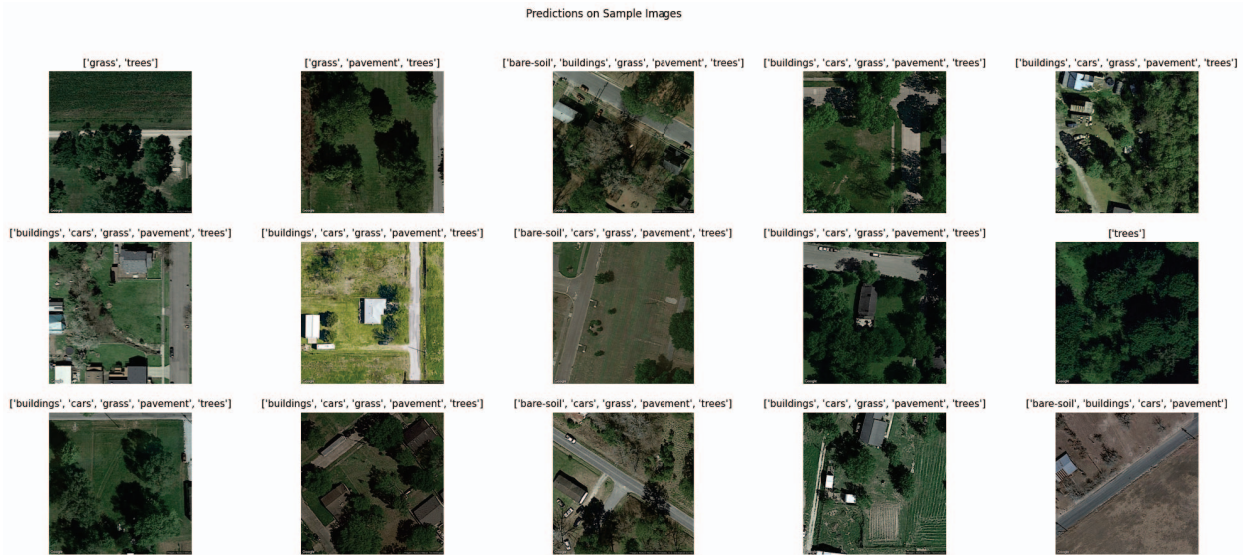 Predictions on Sample Images
['grass', 'trees']
['grass', 'pavement', 'trees']
['bare-soil', 'buildings', 'grass', 'pavement', 'trees']
['buildings', 'cars', 'grass', 'pavement', 'trees']
['buildings', 'cars', 'grass', 'pavement', 'trees']
['buildings', 'cars', 'grass', 'pavement', 'trees']
['buildings', 'cars', 'grass', 'pavement', 'trees']
['bare-soil', 'cars', 'grass', 'pavement', 'trees']
['buildings', 'cars', 'grass', 'pavement', 'trees']
['trees']
['buildings', 'cars', 'grass', 'pavement', 'trees']
['buildings', 'cars', 'grass', 'pavement', 'trees']
['bare-soil', 'cars', 'grass', 'pavement', 'trees']
['buildings', 'cars', 'grass', 'pavement', 'trees']
['bare-soil', 'buildings', 'cars', 'pavement']